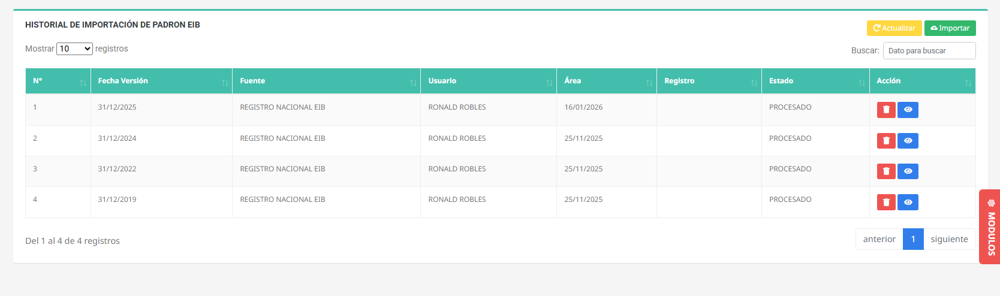 HISTORIAL DE IMPORTACIÓN DE PADRON EIB
Actualizar Importar
Mostrar 10 registros
Buscar: Dato para buscar
N° Fecha Versión Fuente Usuario Área Registro Estado Acción
1 31/12/2025 REGISTRO NACIONAL EIB RONALD ROBLES 16/01/2026 PROCESADO
2 31/12/2024 REGISTRO NACIONAL EIB RONALD ROBLES 25/11/2025 PROCESADO
3 31/12/2022 REGISTRO NACIONAL EIB RONALD ROBLES 25/11/2025 PROCESADO
4 31/12/2019 REGISTRO NACIONAL EIB RONALD ROBLES 25/11/2025 PROCESADO
Del 1 al 4 de 4 registros
anterior 1 siguiente
MODULOS